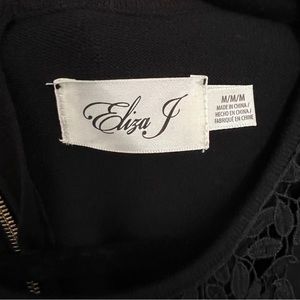 Eliza J
M/M/M
MADE IN CHINA /
HECHO EN CHINA /
FABRIQUÉ EN CHINE